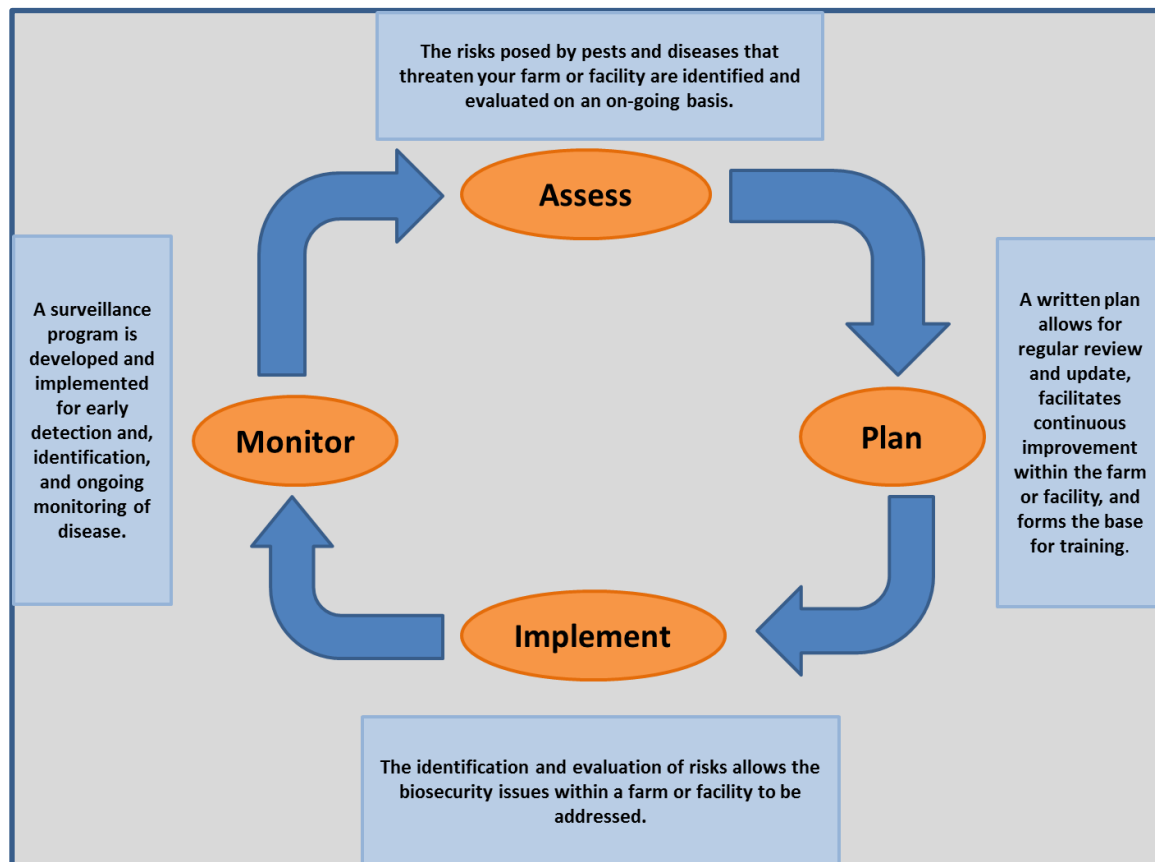 The risks posed by pests and diseases that
threaten your farm or facility are identified and
evaluated on an on-going basis.
Assess
A surveillance
program is
developed and
implemented
for early
detection and,
identification,
and ongoing
monitoring of
disease.
Monitor
Plan
A written plan
allows for
regular review
and update,
facilitates
continuous
improvement
within the farm
or facility, and
forms the base
for training.
Implement
The identification and evaluation of risks allows the
biosecurity issues within a farm or facility to be
addressed.